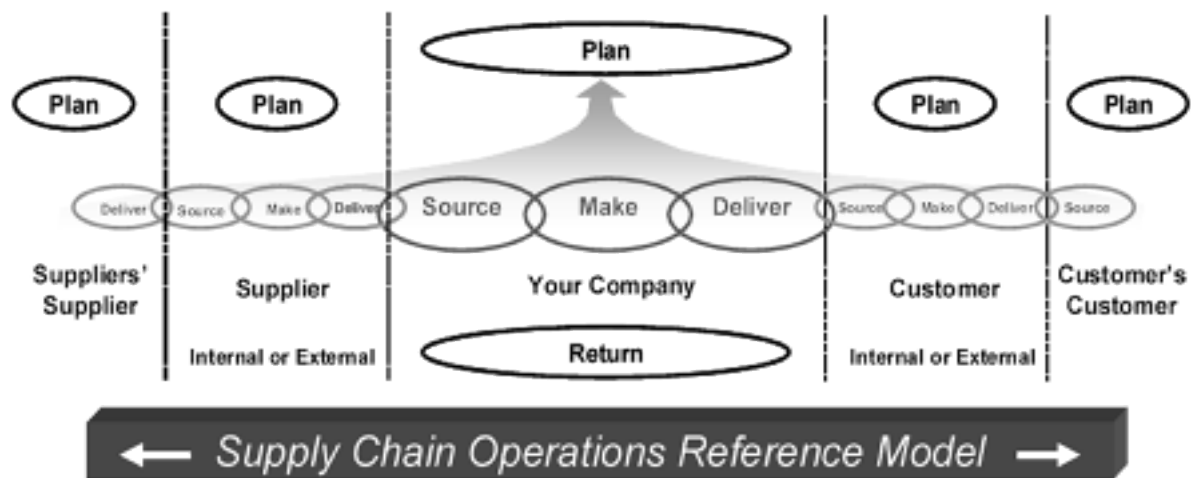 Plan
Plan Plan Plan Plan
Deliver Source Make Deliver Source Make Deliver Source Make Deliver Source
Suppliers'
Supplier
Supplier
Your Company
Customer
Customer's
Customer
Internal or External
Return
Internal or External
Supply Chain Operations Reference Model